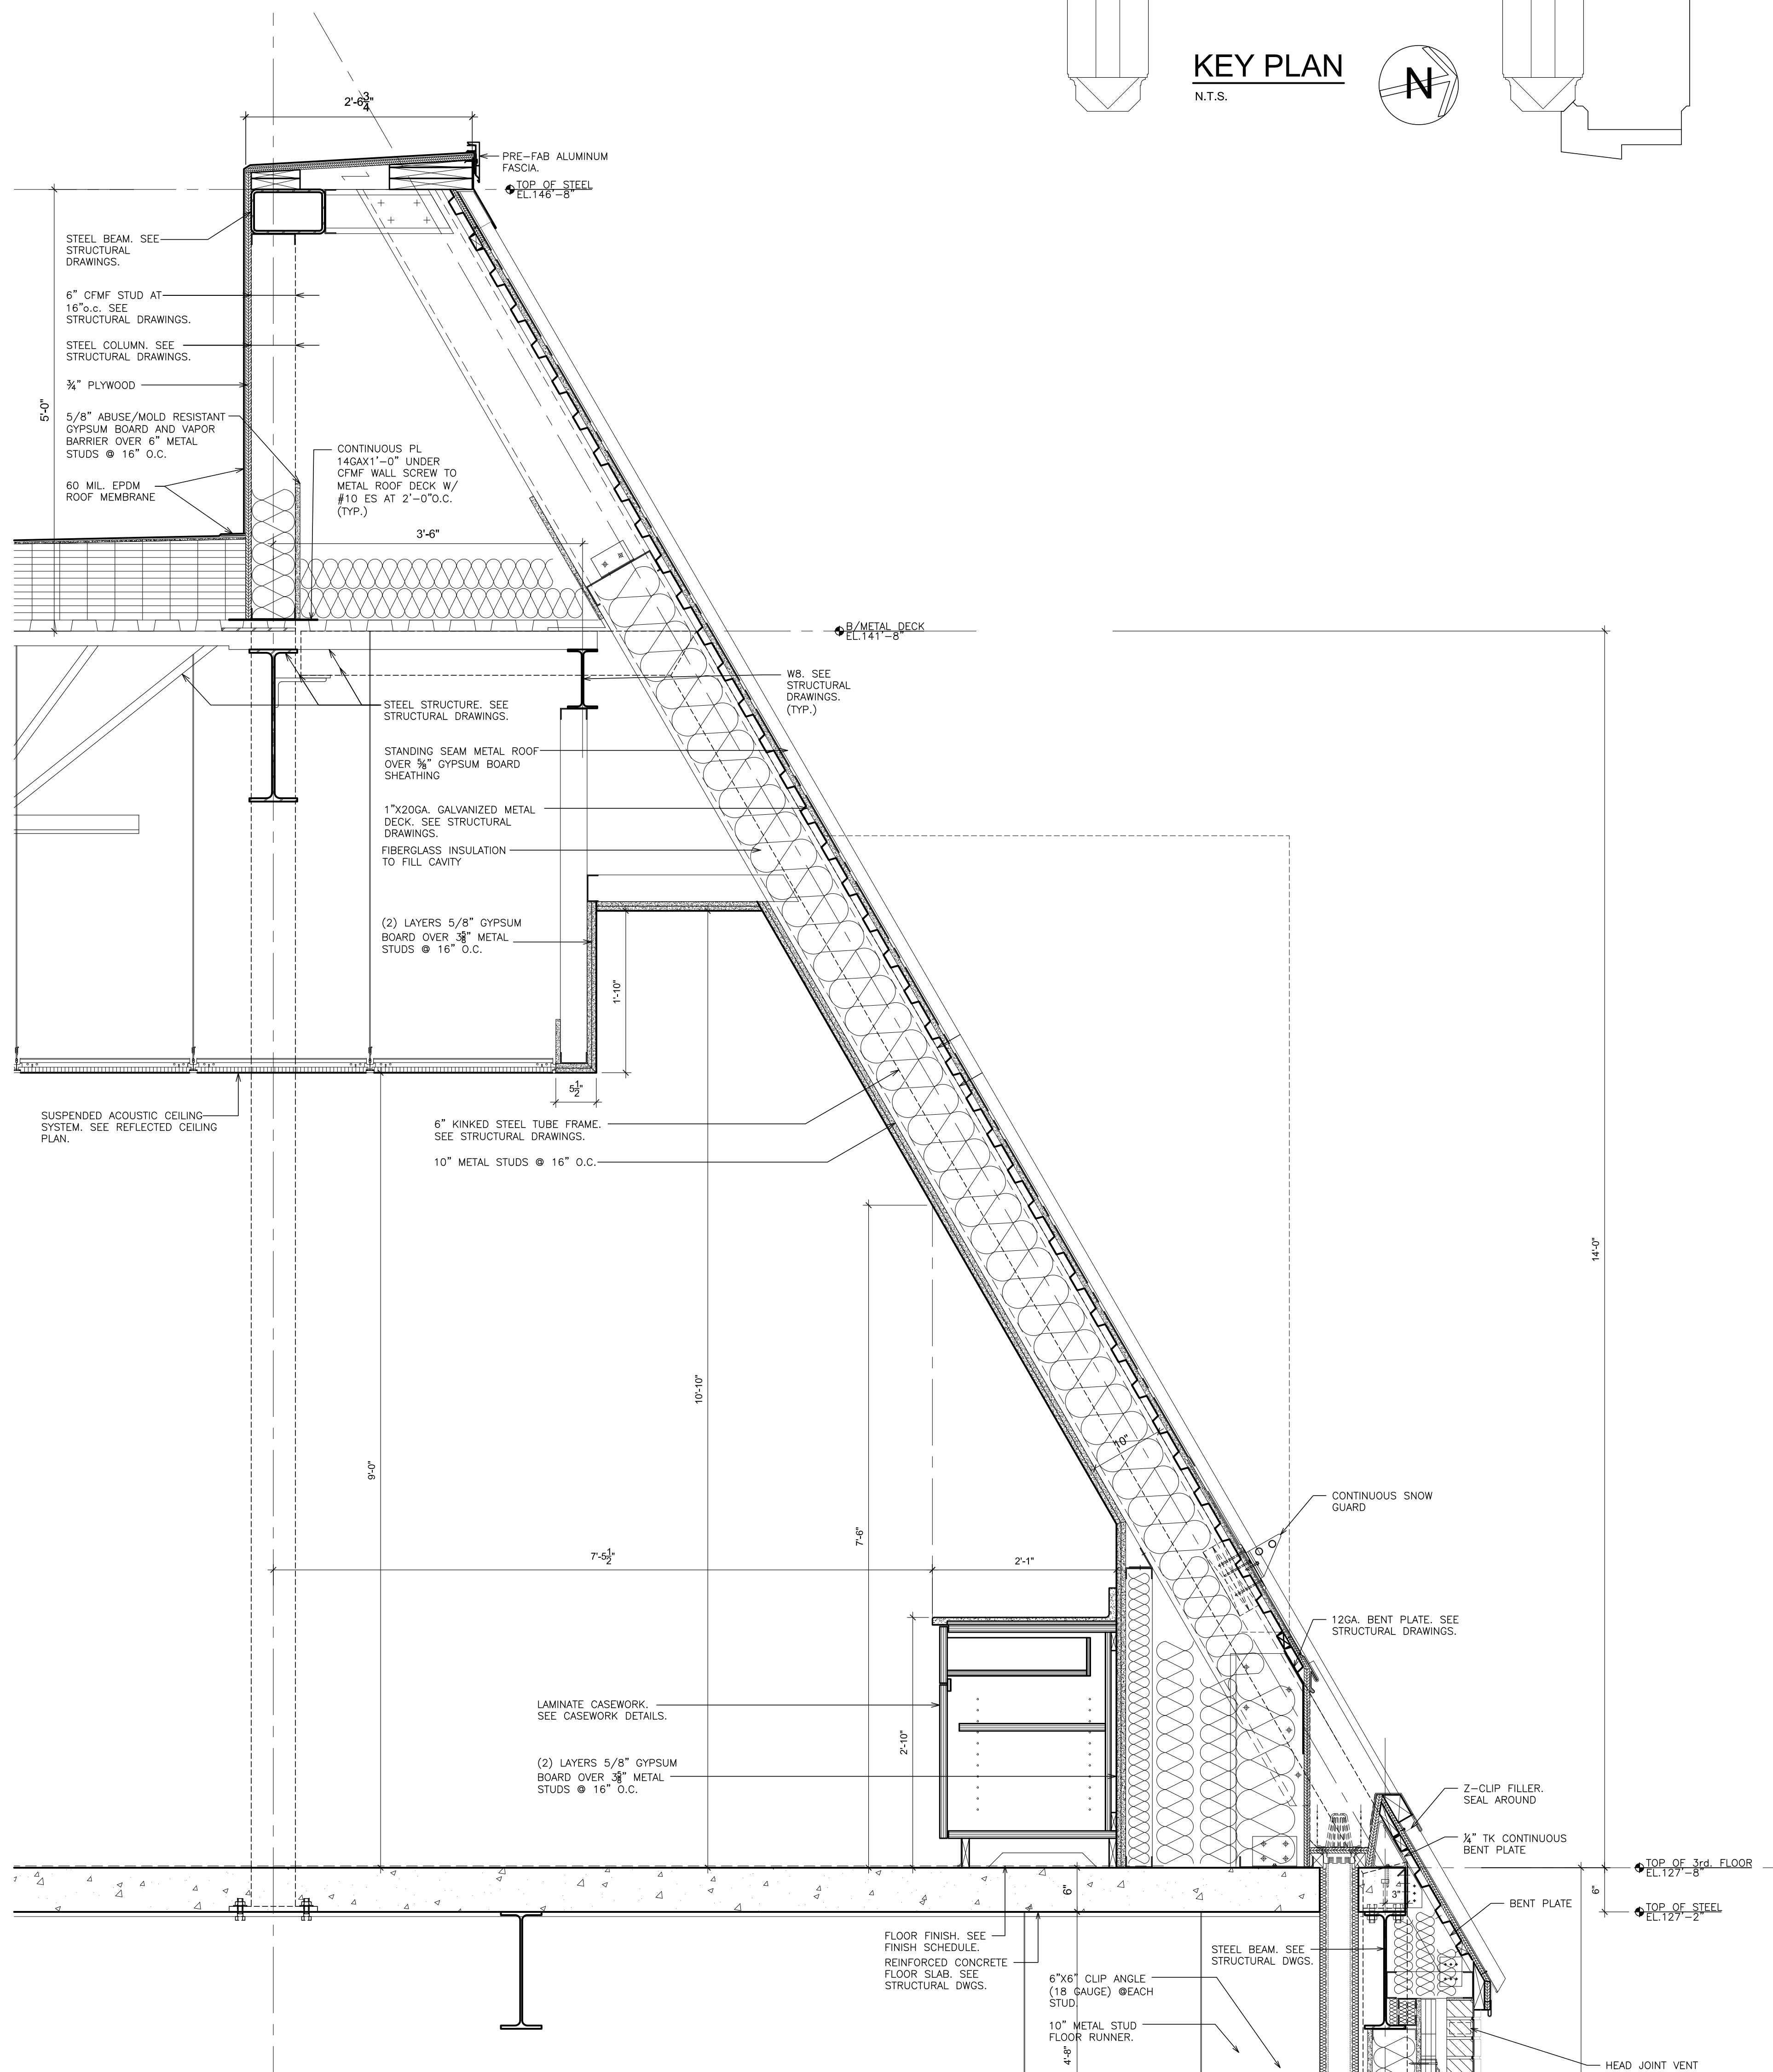 KEY PLAN
N.T.S.
N
2'-6 3/4"
PRE-FAB ALUMINUM
FASCIA.
TOP OF STEEL
EL.146'-8"
STEEL BEAM. SEE
STRUCTURAL
DRAWINGS.
6" CFMF STUD AT
16"o.c. SEE
STRUCTURAL DRAWINGS.
STEEL COLUMN. SEE
STRUCTURAL DRAWINGS.
¾" PLYWOOD
5'-0"
5/8" ABUSE/MOLD RESISTANT
GYPSUM BOARD AND VAPOR
BARRIER OVER 6" METAL
STUDS @ 16" O.C.
60 MIL. EPDM
ROOF MEMBRANE
CONTINUOUS PL
14GAX1'-0" UNDER
CFMF WALL SCREW TO
METAL ROOF DECK W/
#10 ES AT 2'-0"O.C.
(TYP.)
3'-6"
B/METAL DECK
EL.141'-8"
W8. SEE
STRUCTURAL
DRAWINGS.
(TYP.)
STEEL STRUCTURE. SEE
STRUCTURAL DRAWINGS.
STANDING SEAM METAL ROOF
OVER ⅝" GYPSUM BOARD
SHEATHING
1"X20GA. GALVANIZED METAL
DECK. SEE STRUCTURAL
DRAWINGS.
FIBERGLASS INSULATION
TO FILL CAVITY
(2) LAYERS 5/8" GYPSUM
BOARD OVER 3⅝" METAL
STUDS @ 16" O.C.
1'-10"
5 1/2"
SUSPENDED ACOUSTIC CEILING
SYSTEM. SEE REFLECTED CEILING
PLAN.
6" KINKED STEEL TUBE FRAME.
SEE STRUCTURAL DRAWINGS.
10" METAL STUDS @ 16" O.C.
14'-0"
10'-10"
9'-0"
10"
7'-6"
CONTINUOUS SNOW
GUARD
7'-5 1/2"
2'-1"
12GA. BENT PLATE. SEE
STRUCTURAL DRAWINGS.
LAMINATE CASEWORK.
SEE CASEWORK DETAILS.
2'-10"
(2) LAYERS 5/8" GYPSUM
BOARD OVER 3⅝" METAL
STUDS @ 16" O.C.
Z-CLIP FILLER.
SEAL AROUND
¼" TK CONTINUOUS
BENT PLATE
TOP OF 3rd. FLOOR
EL.127'-8"
6"
3"
6"
BENT PLATE
TOP OF STEEL
EL.127'-2"
FLOOR FINISH. SEE
FINISH SCHEDULE.
REINFORCED CONCRETE
FLOOR SLAB. SEE
STRUCTURAL DWGS.
STEEL BEAM. SEE
STRUCTURAL DWGS.
6"X6" CLIP ANGLE
(18 GAUGE) @EACH
STUD.
10" METAL STUD
FLOOR RUNNER.
4'-8"
HEAD JOINT VENT